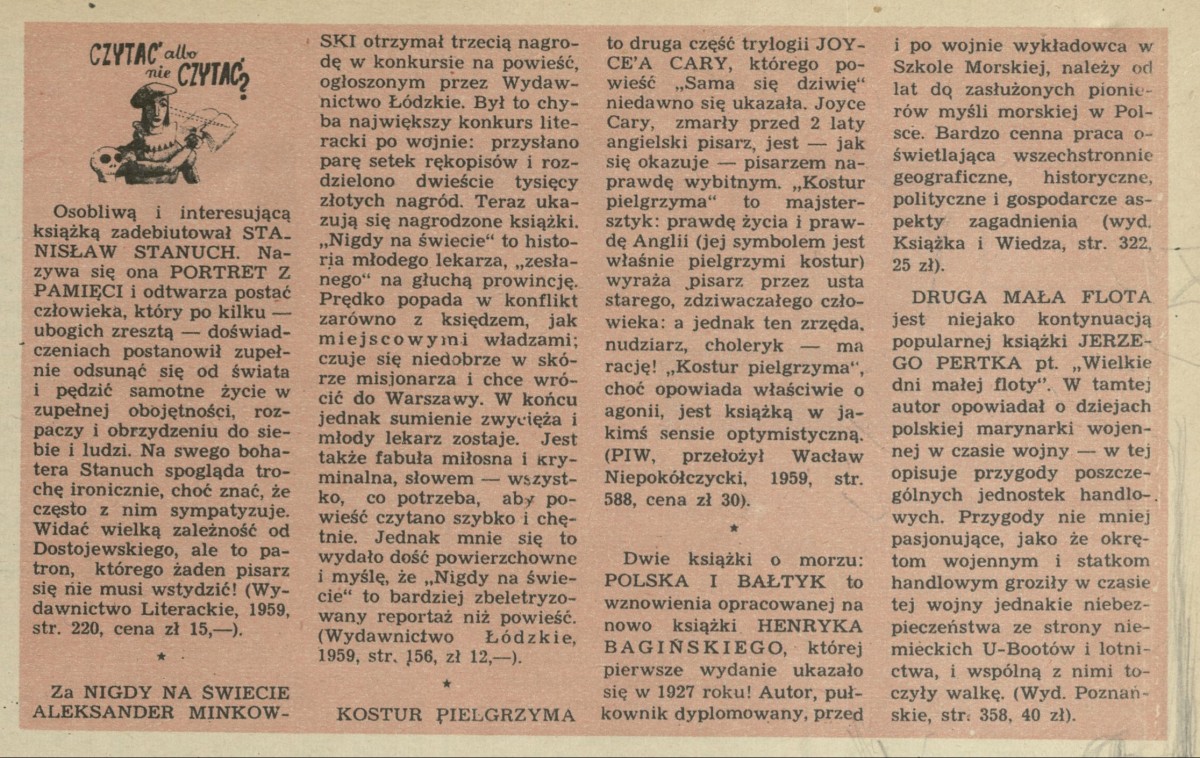 CZYTAĆ albo
nie CZYTAĆ?
Osobliwą i interesującą
książką zadebiutował STA-
NISŁAW STANUCH. Na-
zywa się ona PORTRET Z
PAMIĘCI i odtwarza postać
człowieka, który po kilku —
ubogich zresztą — doświad-
czeniach postanowił zupeł-
nie odsunąć się od świata
i pędzić samotne życie w
zupełnej obojętności, roz-
paczy i obrzydzeniu do sie-
bie i ludzi. Na swego boha-
tera Stanuch spogląda tro-
chę ironicznie, choć znać, że
często z nim sympatyzuje.
Widać wielką zależność od
Dostojewskiego, ale to pa-
tron, którego żaden pisarz
się nie musi wstydzić! (Wy-
dawnictwo Literackie, 1959,
str. 220, cena zł 15,—).
★
Za NIGDY NA ŚWIECIE
ALEKSANDER MINKOW-
SKI otrzymał trzecią nagro-
dę w konkursie na powieść,
ogłoszonym przez Wydaw-
nictwo Łódzkie. Był to chy-
ba największy konkurs lite-
racki po wojnie: przysłano
parę setek rękopisów i roz-
dzielono dwieście tysięcy
złotych nagród. Teraz uka-
zują się nagrodzone książki.
„Nigdy na świecie“ to histo-
ria młodego lekarza, „zesła-
nego“ na głuchą prowincję.
Prędko popada w konflikt
zarówno z księdzem, jak
miejscowymi władzami;
czuje się niedobrze w skó-
rze misjonarza i chce wró-
cić do Warszawy. W końcu
jednak sumienie zwycięża i
młody lekarz zostaje. Jest
także fabuła miłosna i kry-
minalna, słowem — wszyst-
ko, co potrzeba, aby po-
wieść czytano szybko i chę-
tnie. Jednak mnie się to
wydało dość powierzchowne
i myślę, że „Nigdy na świe-
cie“ to bardziej zbeletryzo-
wany reportaż niż powieść.
(Wydawnictwo Łódzkie,
1959, str. 156, zł 12,—).
★
KOSTUR PIELGRZYMA
to druga część trylogii JOY-
CE’A CARY, którego po-
wieść „Sama się dziwię“
niedawno się ukazała. Joyce
Cary, zmarły przed 2 laty
angielski pisarz, jest — jak
się okazuje — pisarzem na-
prawdę wybitnym. „Kostur
pielgrzyma“ to majster-
sztyk: prawdę życia i praw-
dę Anglii (jej symbolem jest
właśnie pielgrzymi kostur)
wyraża pisarz przez usta
starego, zdziwaczałego czło-
wieka: a jednak ten zrzęda,
nudziarz, choleryk — ma
rację! „Kostur pielgrzyma“,
choć opowiada właściwie o
agonii, jest książką w ja-
kimś sensie optymistyczną.
(PIW, przełożył Wacław
Niepokólczycki, 1959, str.
588, cena zł 30).
★
Dwie książki o morzu:
POLSKA I BAŁTYK to
wznowienia opracowanej na
nowo książki HENRYKA
BAGIŃSKIEGO, której
pierwsze wydanie ukazało
się w 1927 roku! Autor, puł-
kownik dyplomowany, przed
i po wojnie wykładowca w
Szkole Morskiej, należy od
lat do zasłużonych pionie-
rów myśli morskiej w Pol-
sce. Bardzo cenna praca o-
świetlająca wszechstronnie
geograficzne, historyczne,
polityczne i gospodarcze as-
pekty zagadnienia (wyd.
Książka i Wiedza, str. 322,
25 zł).
DRUGA MAŁA FLOTA
jest niejako kontynuacją
popularnej książki JERZE-
GO PERTKA pt. „Wielkie
dni małej floty“. W tamtej
autor opowiadał o dziejach
polskiej marynarki wojen-
nej w czasie wojny — w tej
opisuje przygody poszcze-
gólnych jednostek handlo-
wych. Przygody nie mniej
pasjonujące, jako że okrę-
tom wojennym i statkom
handlowym groziły w czasie
tej wojny jednakie niebez-
pieczeństwa ze strony nie-
mieckich U-Bootów i lotni-
ctwa, i wspólną z nimi to-
czyły walkę. (Wyd. Poznań-
skie, str. 358, 40 zł).